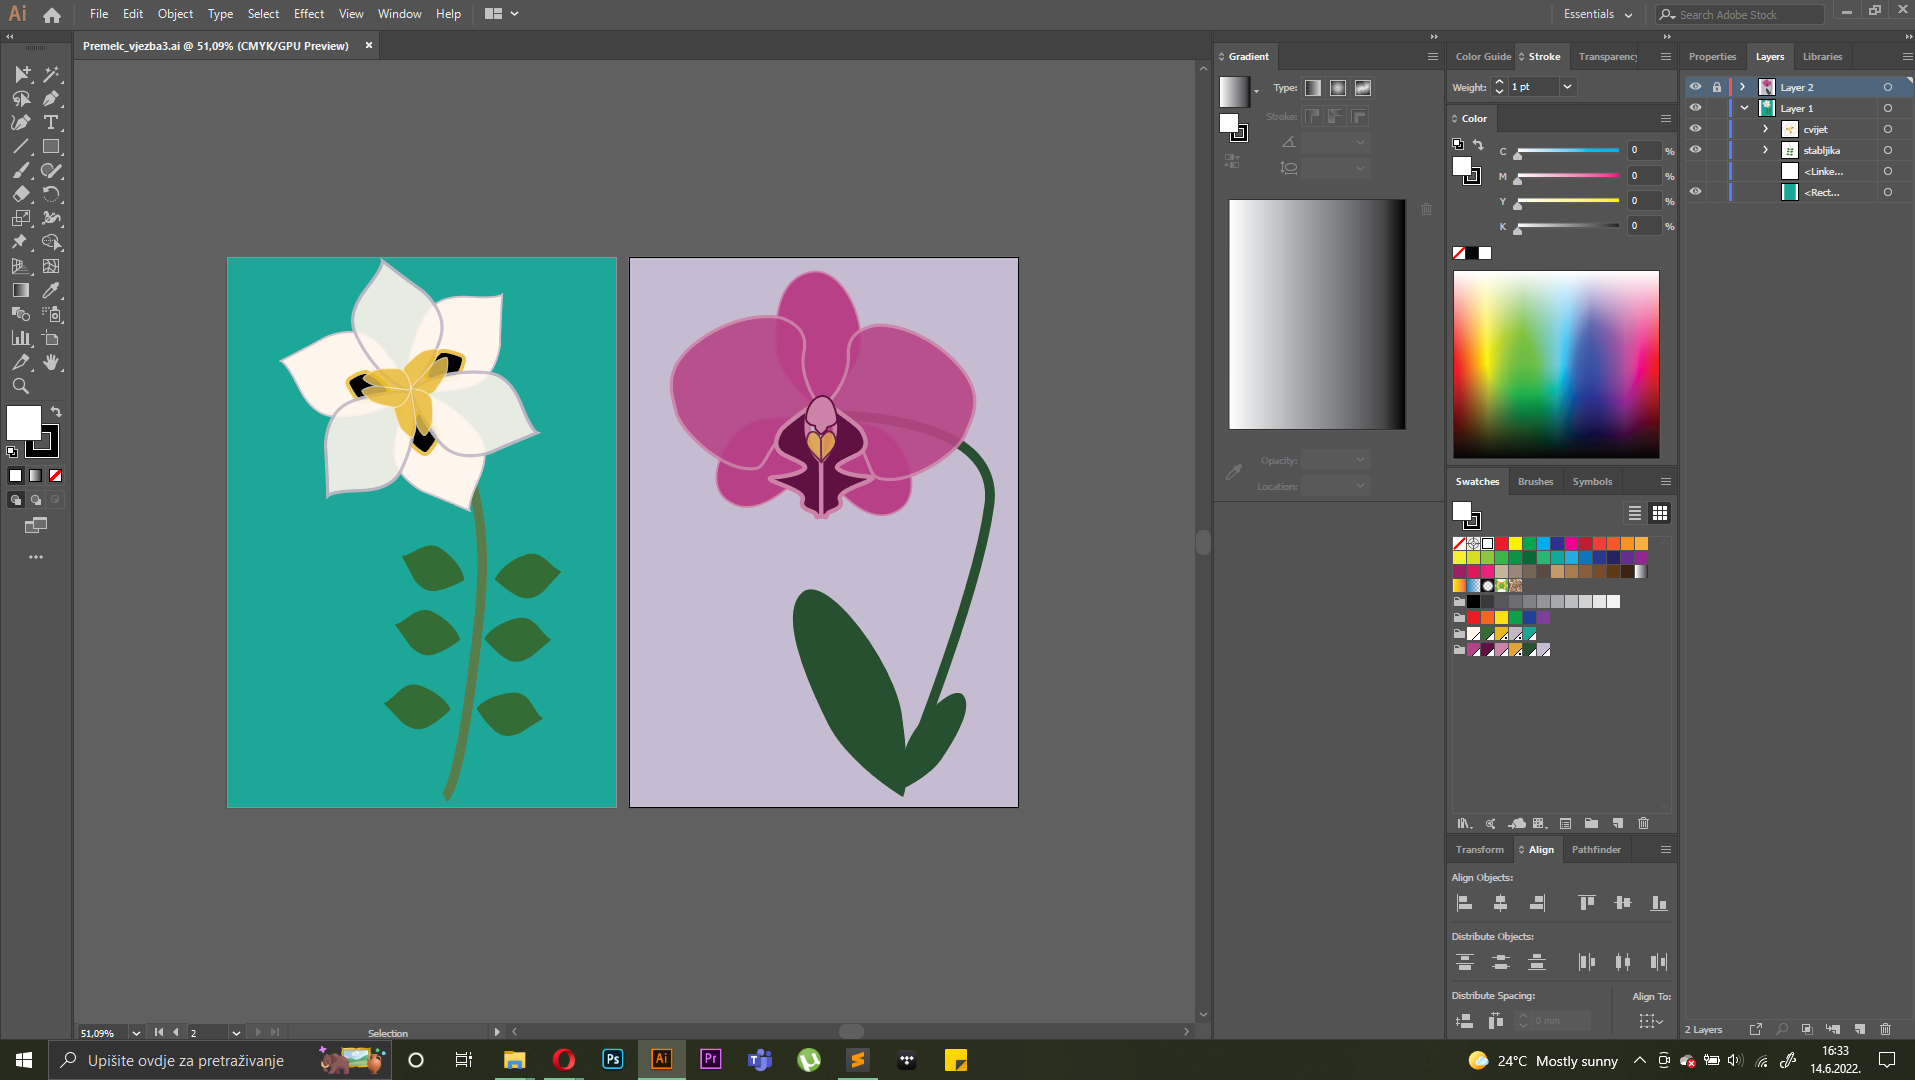 Ai File Edit Object Type Select Effect View Window Help Essentials Search Adobe Stock
Premelc_vjezba3.ai @ 51,09% (CMYK/GPU Preview)
Gradient
Type:
Stroke:
Opacity:
Location:
Color Guide Stroke Transparency
Weight: 1 pt
Color
C 0 %
M 0 %
Y 0 %
K 0 %
Swatches Brushes Symbols
Transform Align Pathfinder
Align Objects:
Distribute Objects:
Distribute Spacing: Align To:
0 mm
Properties Layers Libraries
Layer 2
Layer 1
cvijet
stabljika
<Linke...
<Rect...
2 Layers
51,09% 2 Selection
Upišite ovdje za pretraživanje
Ps Ai Pr
24°C Mostly sunny
16:33
14.6.2022.